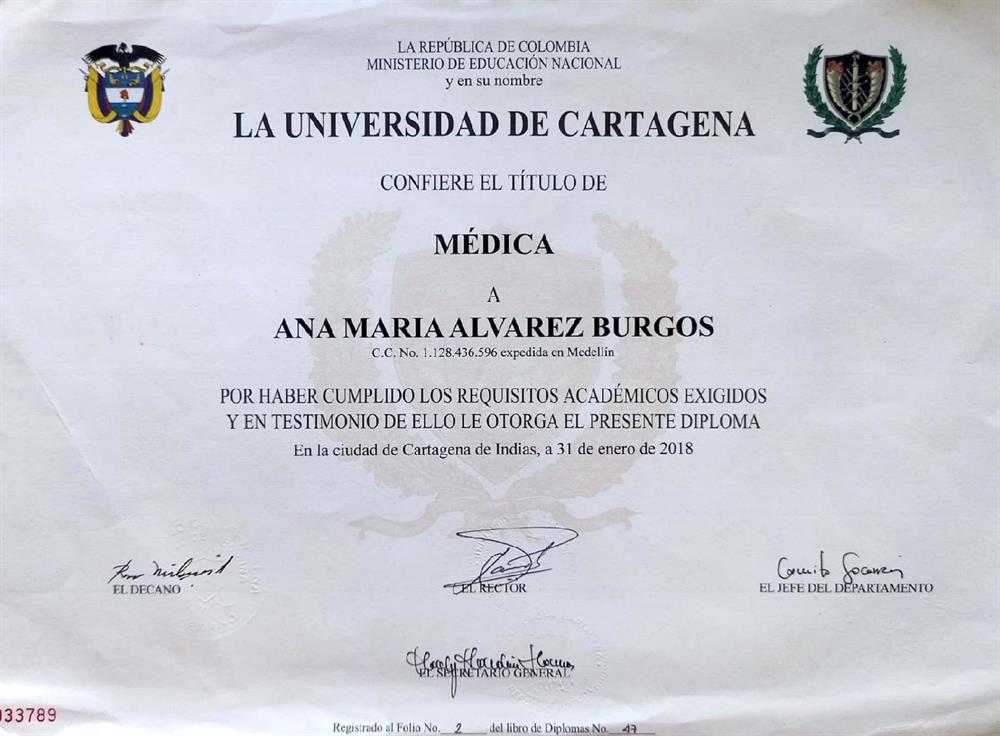 LA REPÚBLICA DE COLOMBIA
MINISTERIO DE EDUCACIÓN NACIONAL
y en su nombre
LA UNIVERSIDAD DE CARTAGENA
CONFIERE EL TÍTULO DE
MÉDICA
A
ANA MARIA ALVAREZ BURGOS
C.C. No. 1.128.436.596 expedida en Medellín
POR HABER CUMPLIDO LOS REQUISITOS ACADÉMICOS EXIGIDOS
Y EN TESTIMONIO DE ELLO LE OTORGA EL PRESENTE DIPLOMA
En la ciudad de Cartagena de Indias, a 31 de enero de 2018
EL DECANO
EL RECTOR
Camilo
EL JEFE DEL DEPARTAMENTO
EL SECRETARIO GENERAL
33789
Registrado al Folio No. 2 del libro de Diplomas No. 47